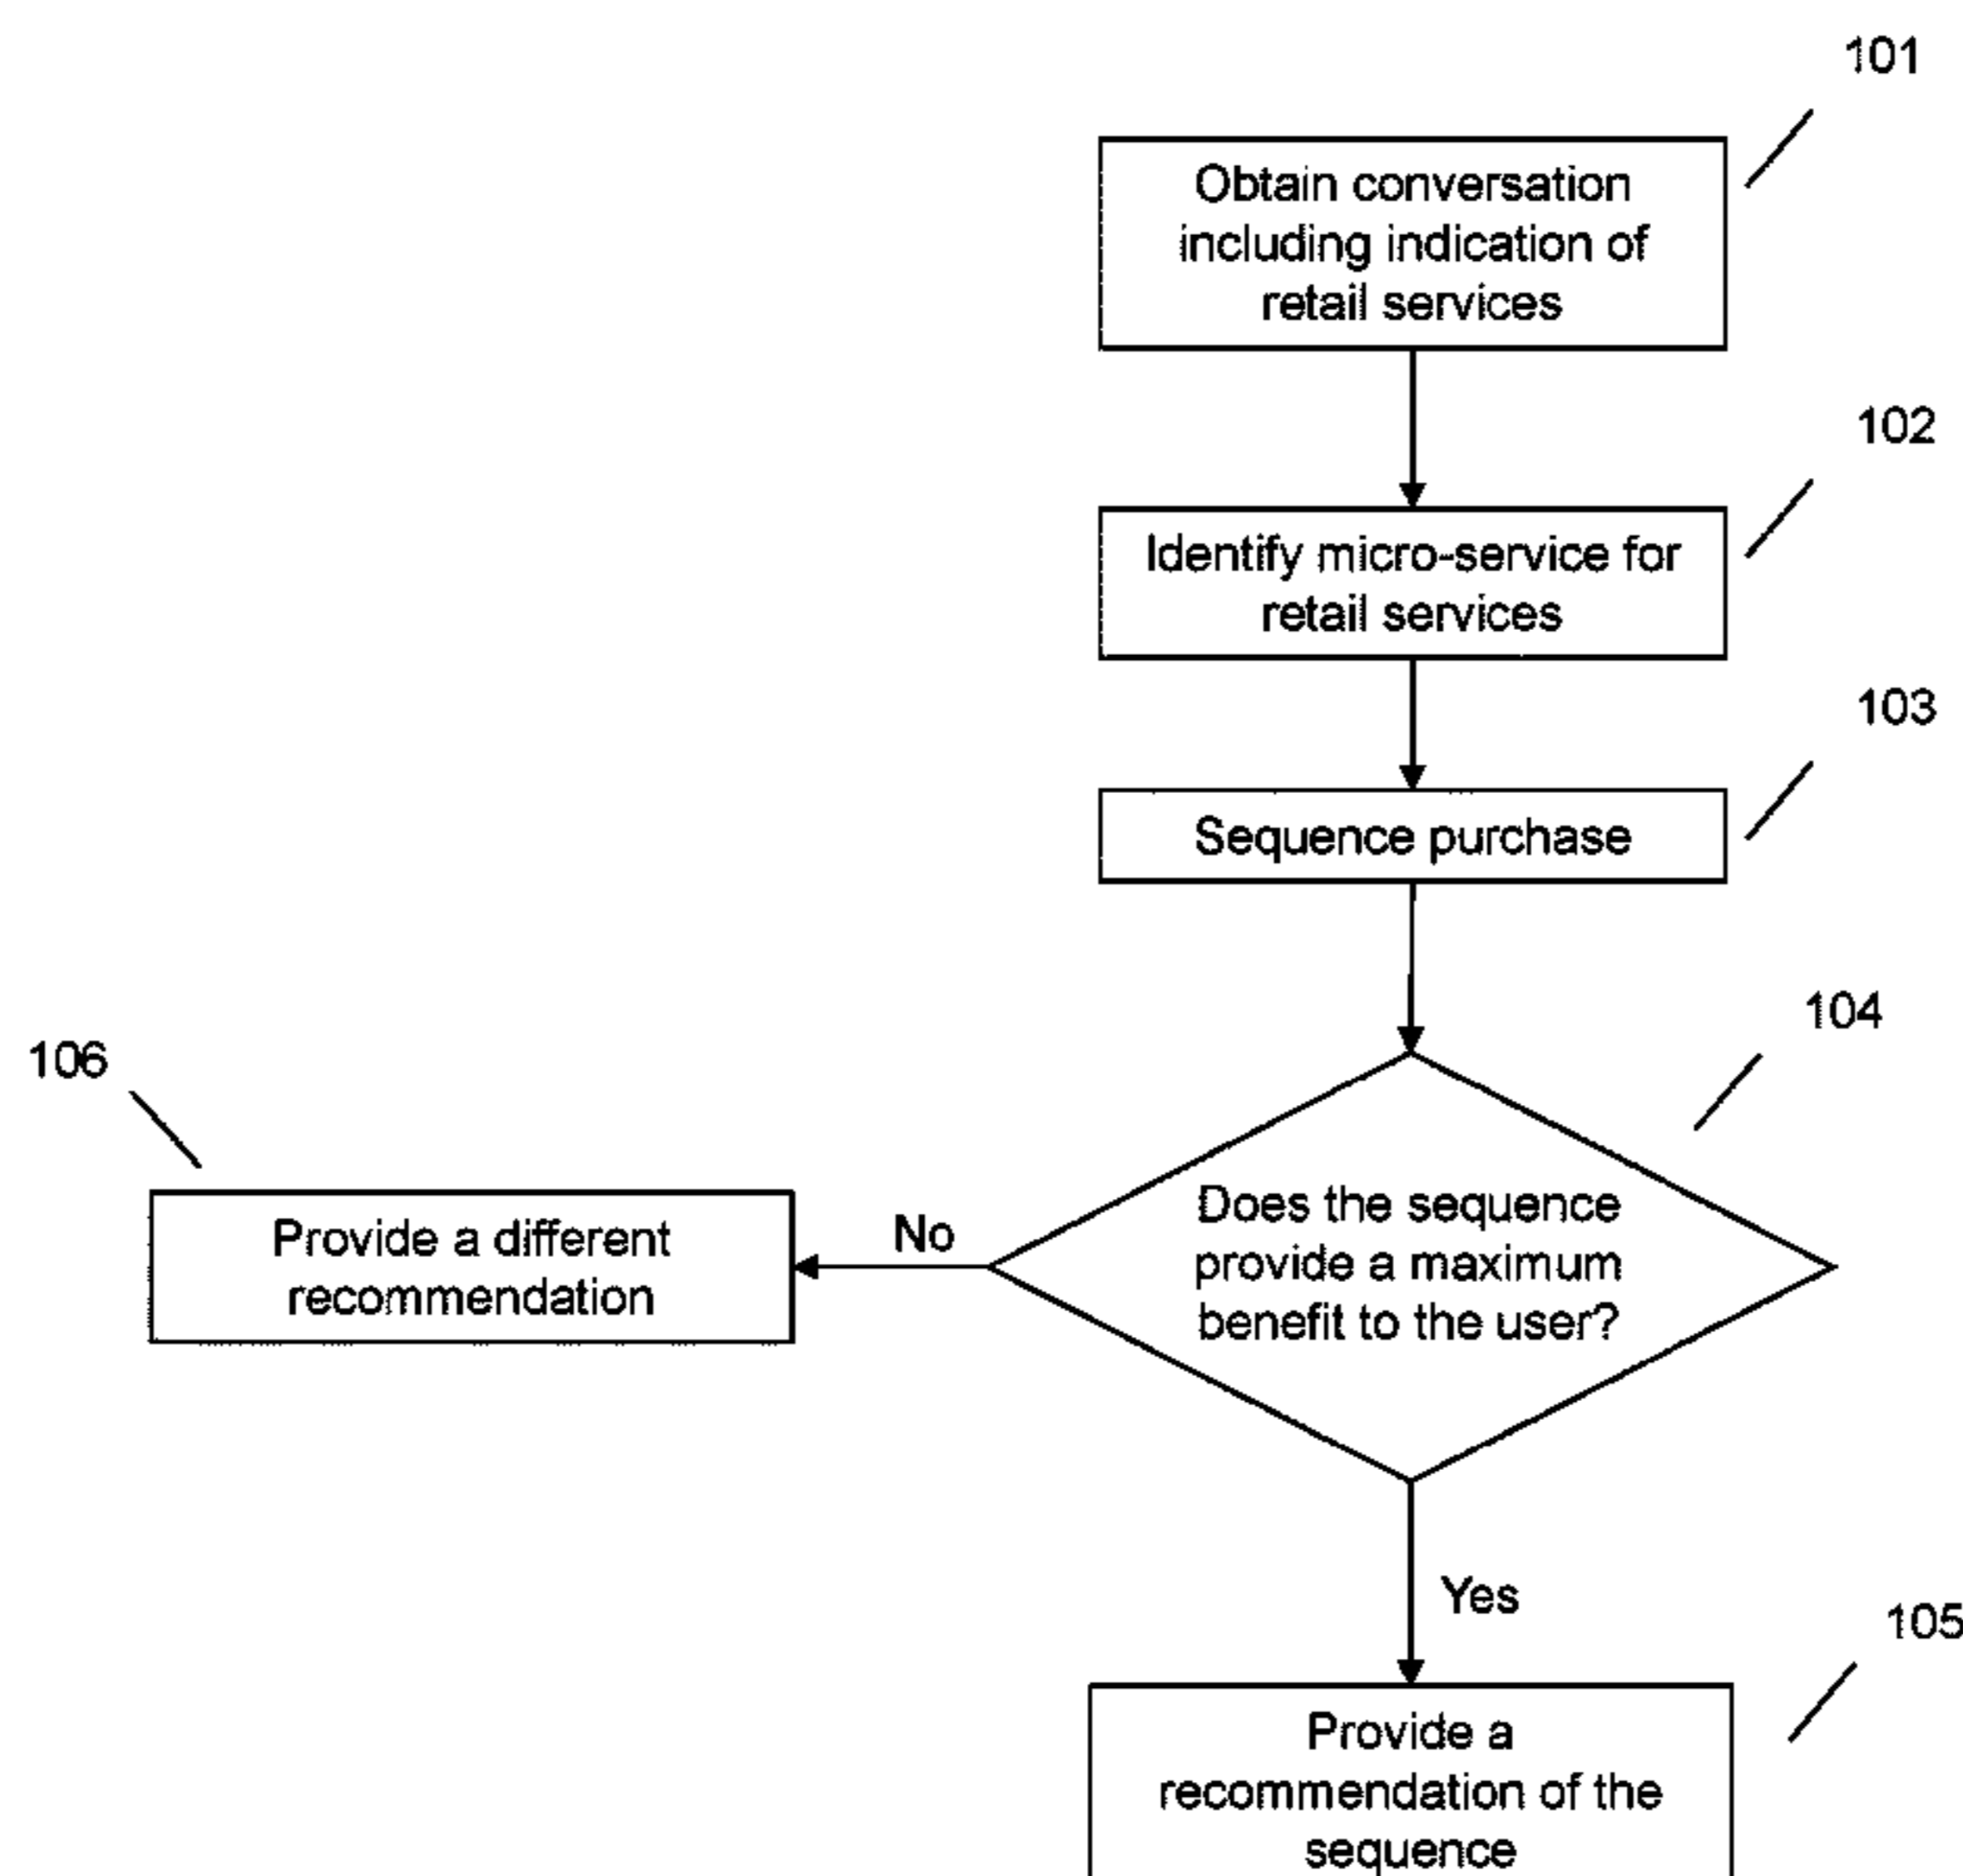 101
Obtain conversation
including indication of
retail services
102
Identify micro-service for
retail services
103
Sequence purchase
104
Does the sequence
provide a maximum
benefit to the user?
106
Provide a different
recommendation
No
Yes
105
Provide a
recommendation of the
sequence